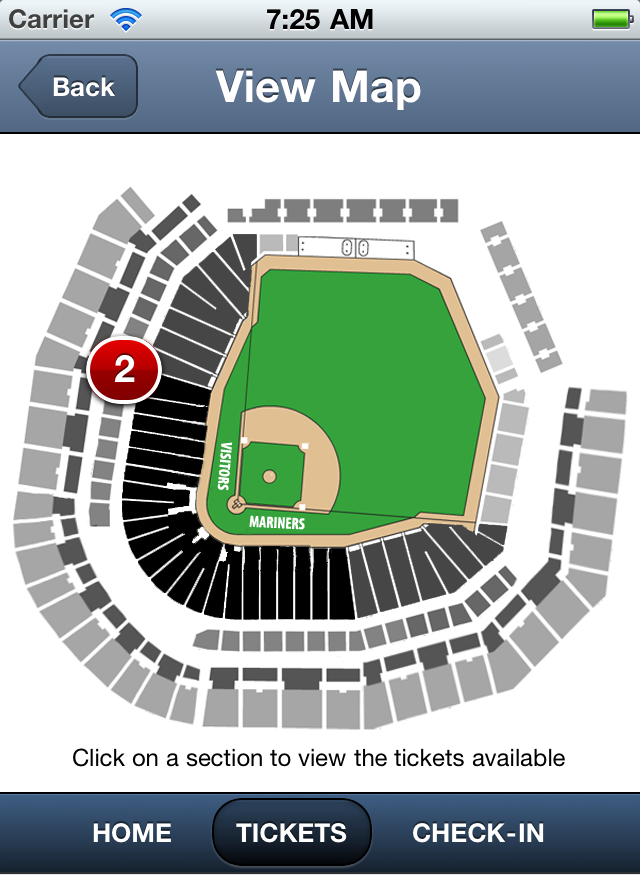 Carrier 7:25 AM
Back View Map
2
VISITORS
MARINERS
Click on a section to view the tickets available
HOME TICKETS CHECK-IN